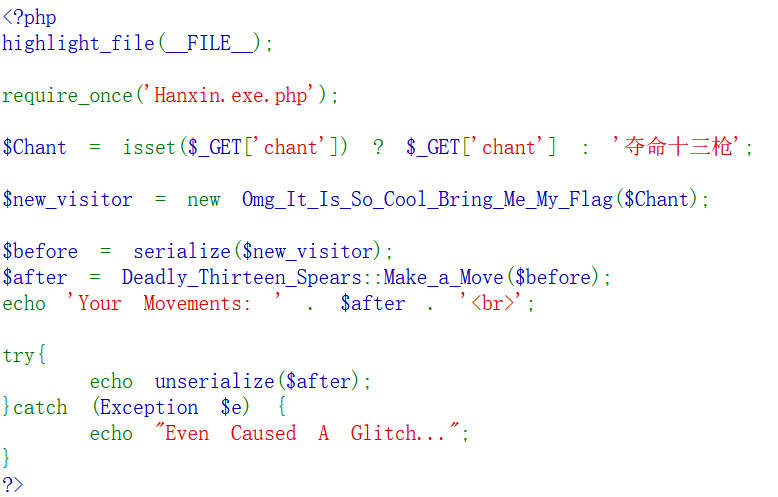 <?php
highlight_file(__FILE__);
require_once('Hanxin.exe.php');
$Chant = isset($_GET['chant']) ? $_GET['chant'] : '夺命十三枪';
$new_visitor = new Omg_It_Is_So_Cool_Bring_Me_My_Flag($Chant);
$before = serialize($new_visitor);
$after = Deadly_Thirteen_Spears::Make_a_Move($before);
echo 'Your Movements: ' . $after . '<br>';
try{
echo unserialize($after);
}catch (Exception $e) {
echo "Even Caused A Glitch...";
}
?>